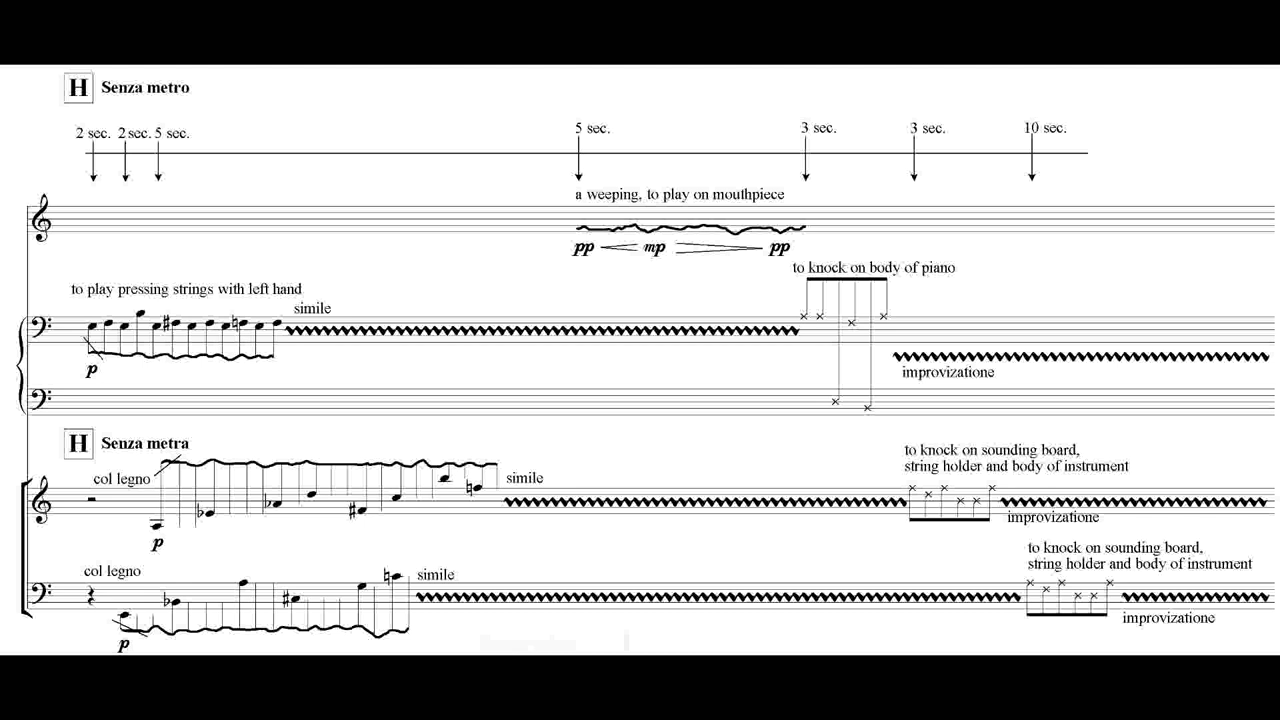 H Senza metro
2 sec. 2 sec. 5 sec. 5 sec. 3 sec. 3 sec. 10 sec.
a weeping, to play on mouthpiece
pp mp pp
to knock on body of piano
to play pressing strings with left hand
simile
p
improvizatione
H Senza metra
to knock on sounding board,
string holder and body of instrument
col legno
simile
improvizatione
p
to knock on sounding board,
string holder and body of instrument
col legno
simile
improvizatione
p